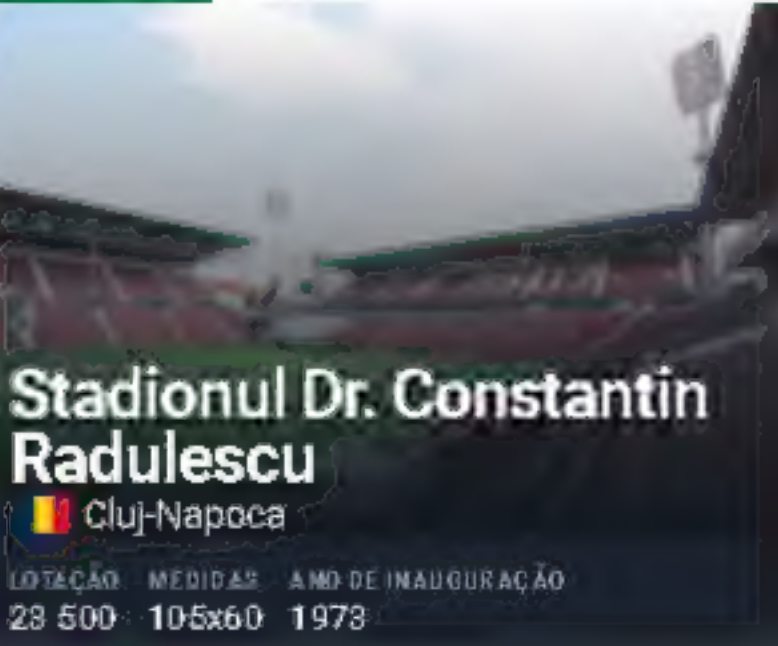 Stadionul Dr. Constantin
Radulescu
Cluj-Napoca
LOTAÇÃO MEDIDAS ANO DE INAUGURAÇÃO
23 500 105x60 1973